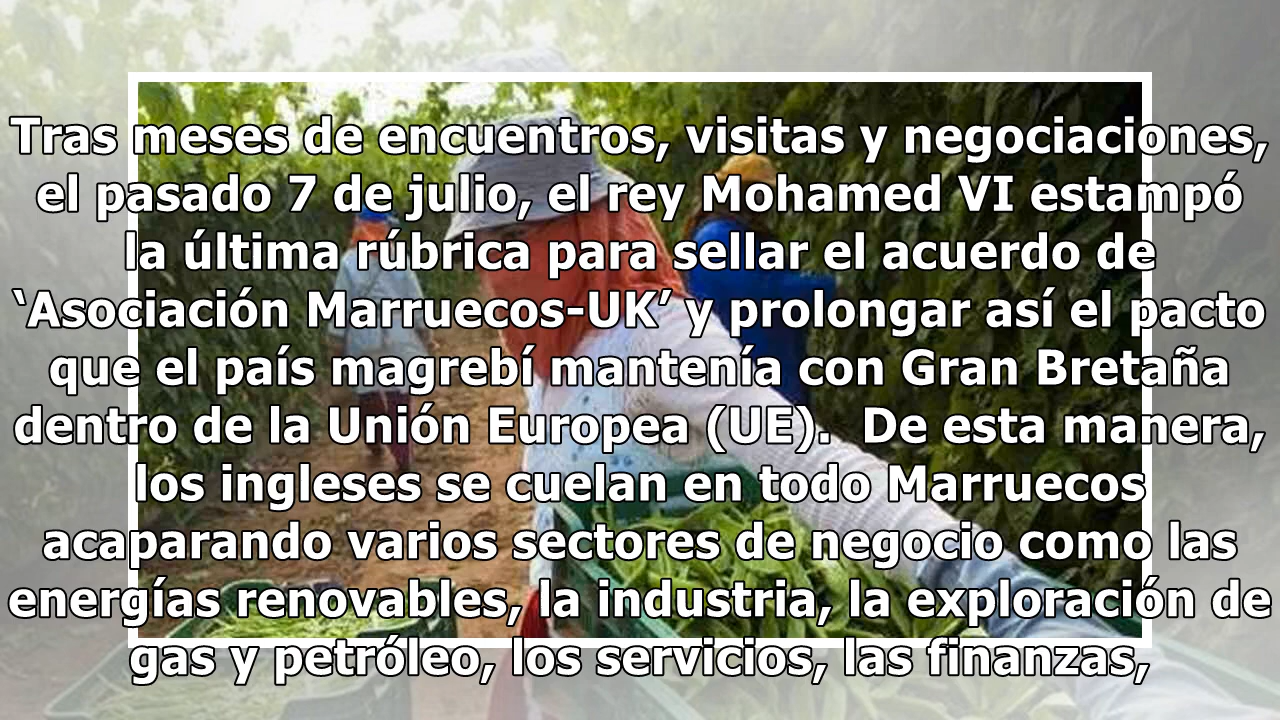 Tras meses de encuentros, visitas y negociaciones,
el pasado 7 de julio, el rey Mohamed VI estampó
la última rúbrica para sellar el acuerdo de
‘Asociación Marruecos-UK’ y prolongar así el pacto
que el país magrebí mantenía con Gran Bretaña
dentro de la Unión Europea (UE).  De esta manera,
los ingleses se cuelan en todo Marruecos
acaparando varios sectores de negocio como las
energías renovables, la industria, la exploración de
gas y petróleo, los servicios, las finanzas,